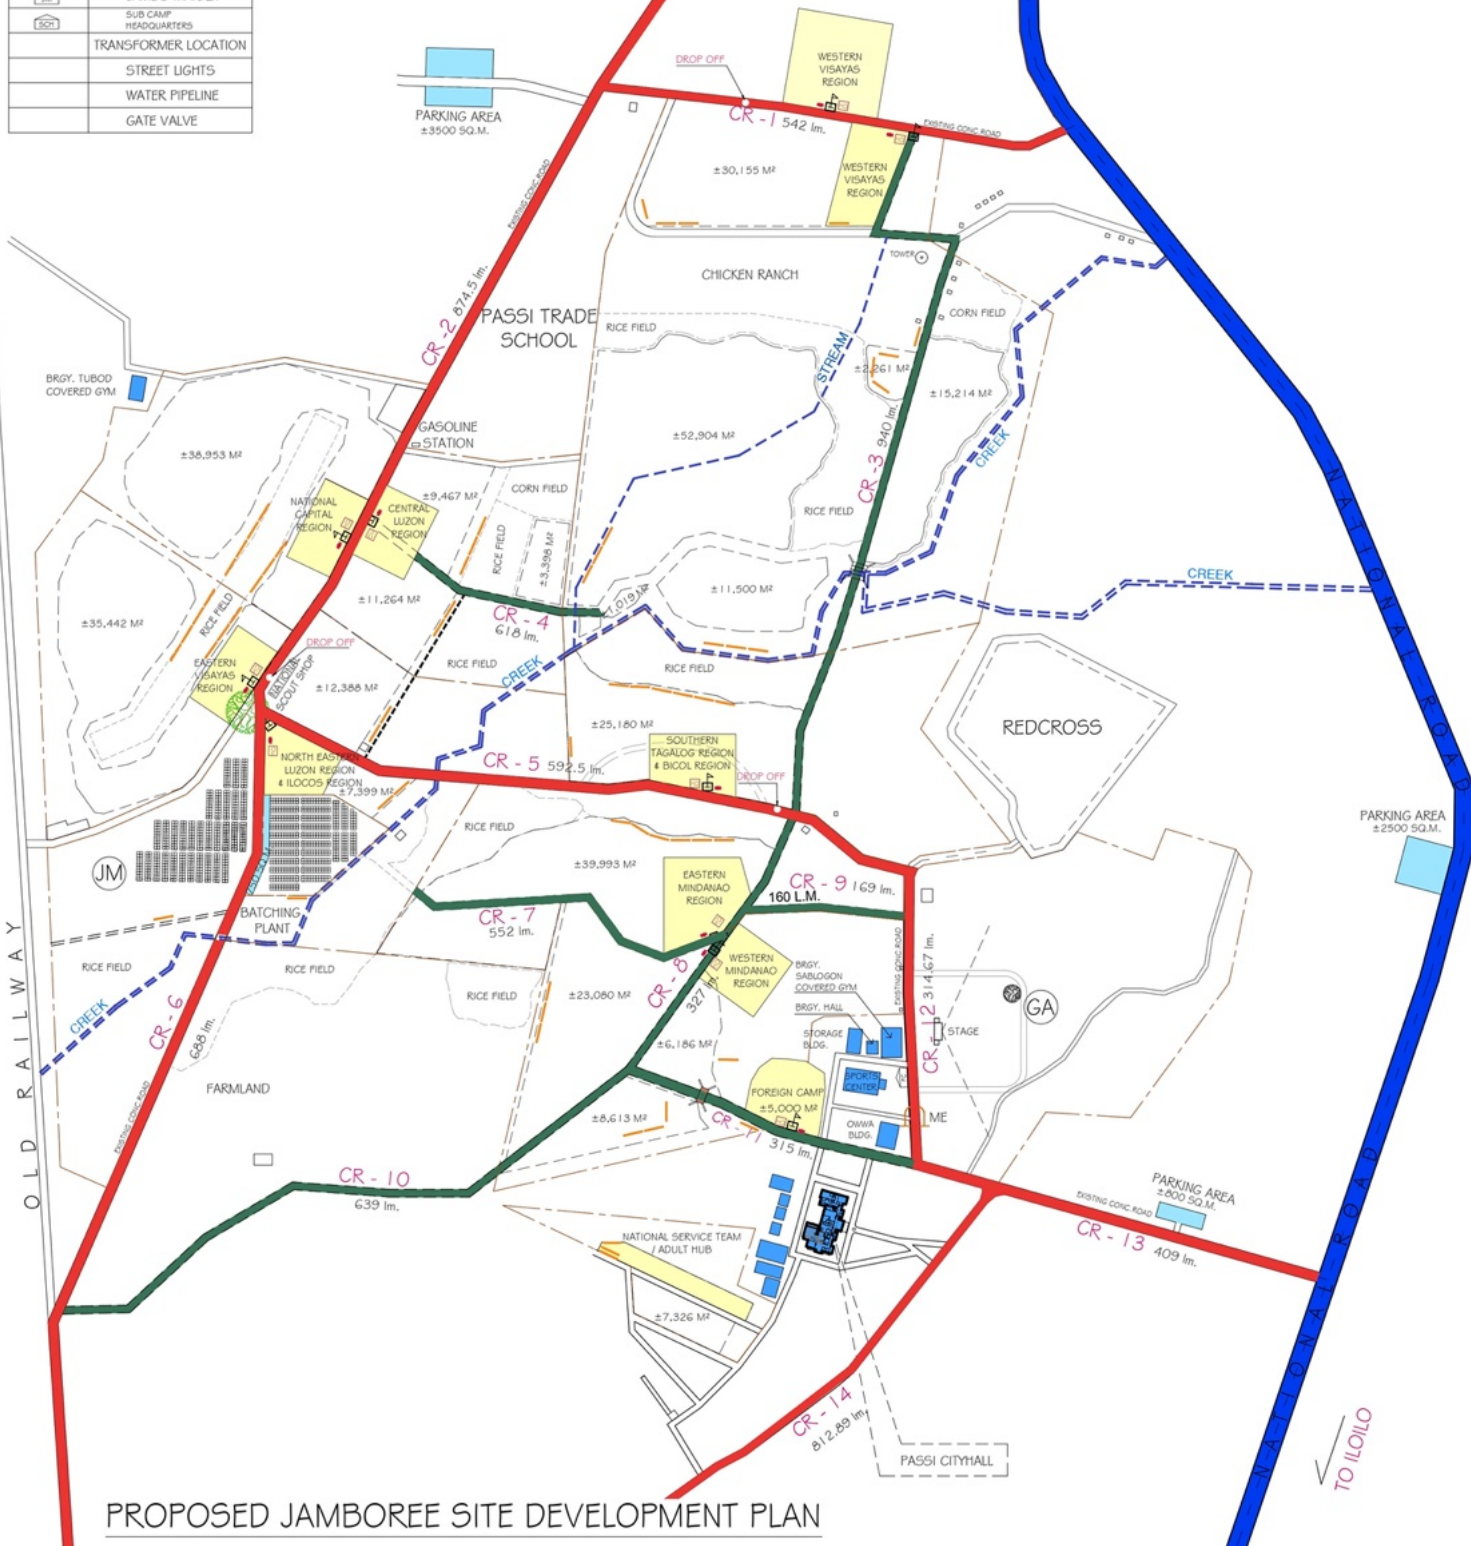 SUB CAMP
HEADQUARTERS
SCH
TRANSFORMER LOCATION
STREET LIGHTS
WATER PIPELINE
GATE VALVE
PARKING AREA
±3500 SQ.M.
DROP OFF
WESTERN
VISAYAS
REGION
CR - 1 542 lm.
EXISTING CONC.ROAD
±30,155 M²
WESTERN
VISAYAS
REGION
EXISTING CONC.ROAD
TOWER
CHICKEN RANCH
CR - 2 874.5 lm.
PASSI TRADE
SCHOOL
RICE FIELD
CORN FIELD
STREAM
±2,261 M²
±15,214 M²
BRGY. TUBOD
COVERED GYM
GASOLINE
STATION
±38,953 M²
±52,904 M²
CR - 3 940 lm.
CREEK
NATIONAL
CAPITAL
REGION
CENTRAL
LUZON
REGION
±9,467 M²
CORN FIELD
RICE FIELD
±3,398 M²
RICE FIELD
NATIONAL ROAD
CREEK
±11,264 M²
±11,500 M²
CR - 4
618 lm.
±35,442 M²
RICE FIELD
DROP OFF
EASTERN
VISAYAS
REGION
NATIONAL
SCOUT SHOP
±12,388 M²
RICE FIELD
CREEK
RICE FIELD
REDCROSS
±25,180 M²
SOUTHERN
TAGALOG REGION
& BICOL REGION
CR - 5 592.5 lm.
DROP OFF
NORTH EASTERN
LUZON REGION
& ILOCOS REGION
±7,399 M²
RICE FIELD
PARKING AREA
±2500 SQ.M.
JM
±39,993 M²
EASTERN
MINDANAO
REGION
CR - 9 169 lm.
160 L.M.
BATCHING
PLANT
CR - 7
552 lm.
EXISTING CONC.ROAD
CR - 12 314.67 lm.
RICE FIELD
RICE FIELD
CR - 8
327 lm.
WESTERN
MINDANAO
REGION
BRGY.
SABLOGON
COVERED GYM
RICE FIELD
±23,080 M²
BRGY. HALL
GA
CREEK
CR - 6
688 lm.
STORAGE
BLDG.
STAGE
±6,186 M²
SPORTS
CENTER
FARMLAND
FOREIGN CAMP
±5,000 M²
OLD RAILWAY
EXISTING CONC.ROAD
±8,613 M²
CR - 11 315 lm.
OWWA
BLDG.
ME
CR - 10
639 lm.
PARKING AREA
±800 SQ.M.
EXISTING CONC.ROAD
CR - 13 409 lm.
NATIONAL SERVICE TEAM
/ ADULT HUB
±7,326 M²
NATIONAL ROAD
CR - 14
812.89 lm.
PASSI CITYHALL
TO ILOILO
PROPOSED JAMBOREE SITE DEVELOPMENT PLAN